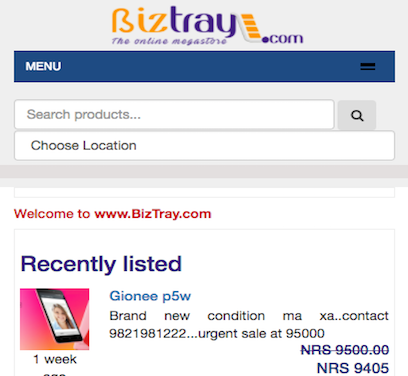 Biztray.com
The online megastore
MENU
Search products...
Choose Location
Welcome to www.BizTray.com
Recently listed
Gionee p5w
Brand new condition ma xa..contact
9821981222...urgent sale at 95000
NRS 9500.00
1 week
NRS 9405
ago